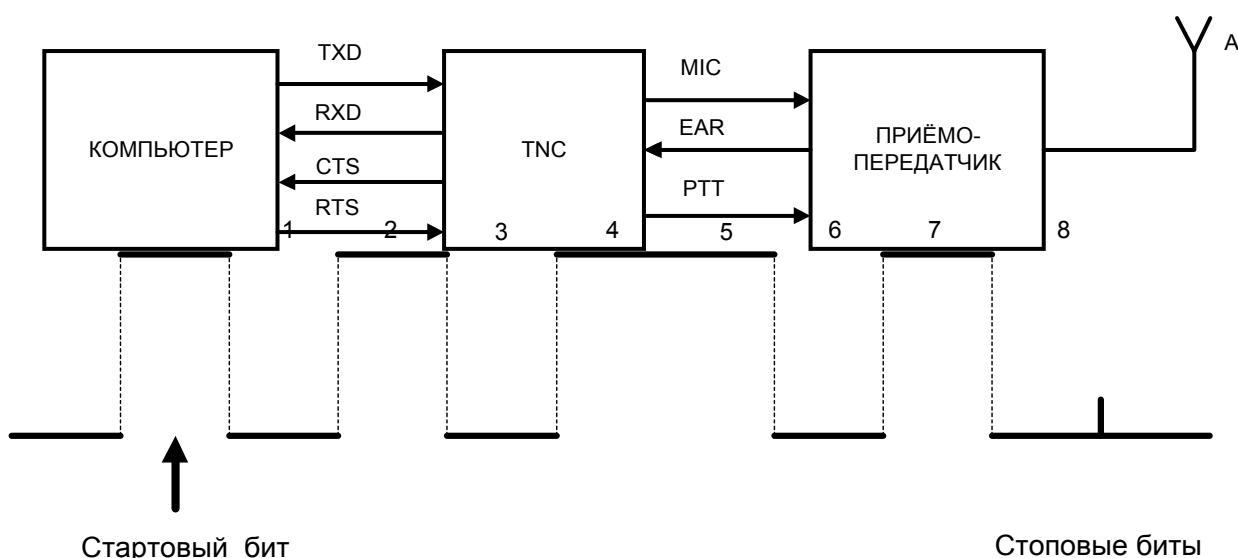 TXD
RXD
CTS
RTS
КОМПЬЮТЕР
TNC
MIC
EAR
PTT
ПРИЁМО-
ПЕРЕДАТЧИК
А
1 2 3 4 5 6 7 8
Стартовый бит
Стоповые биты